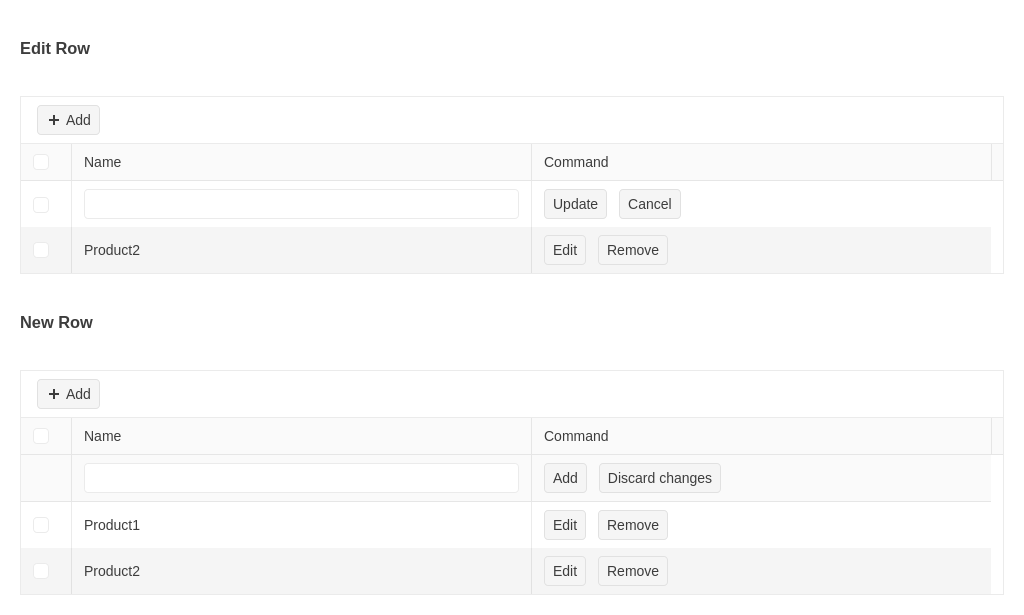 Edit Row
Add
Name Command
Update Cancel
Product2 Edit Remove
New Row
Add
Name Command
Add Discard changes
Product1 Edit Remove
Product2 Edit Remove